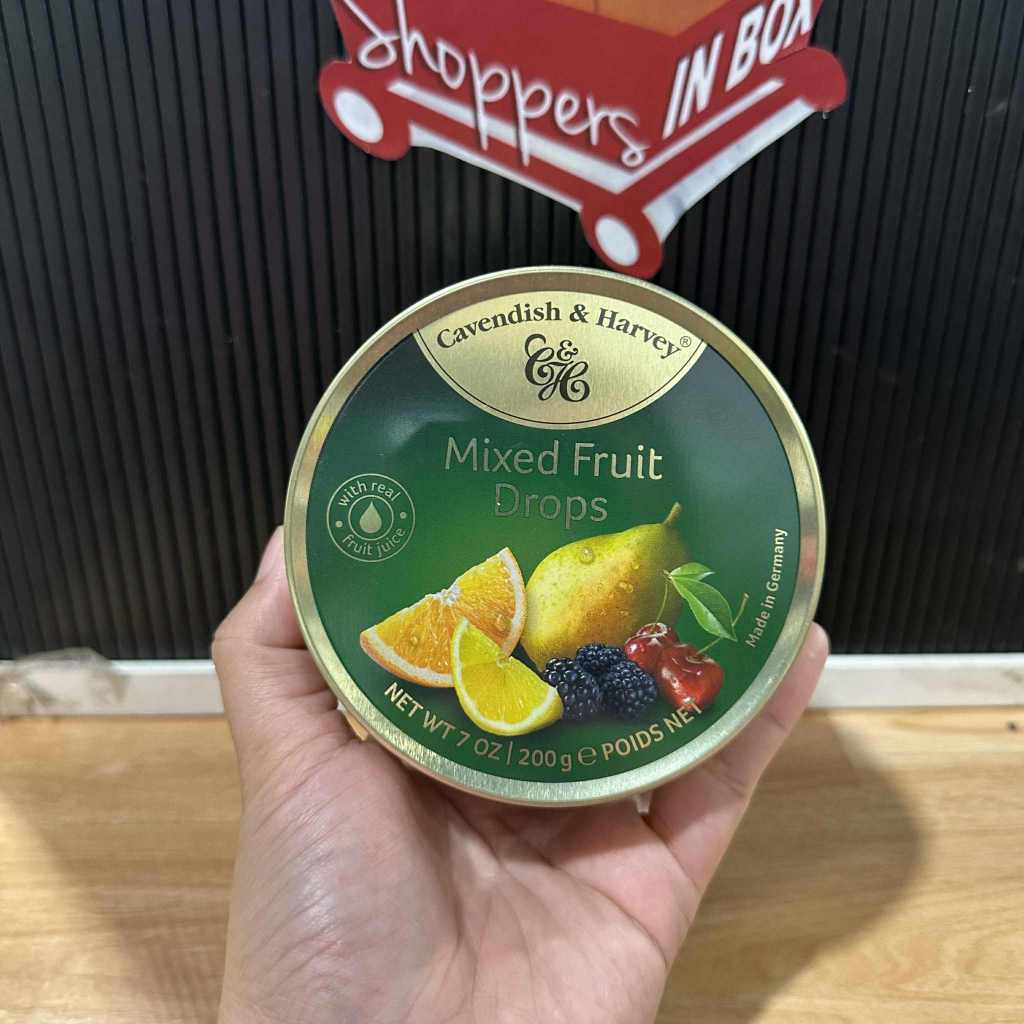 Shoppers
IN BOX
Cavendish & Harvey®
C&H
Mixed Fruit
Drops
with real
fruit juice
Made in Germany
NET WT 7 OZ | 200 g ℮ POIDS NET